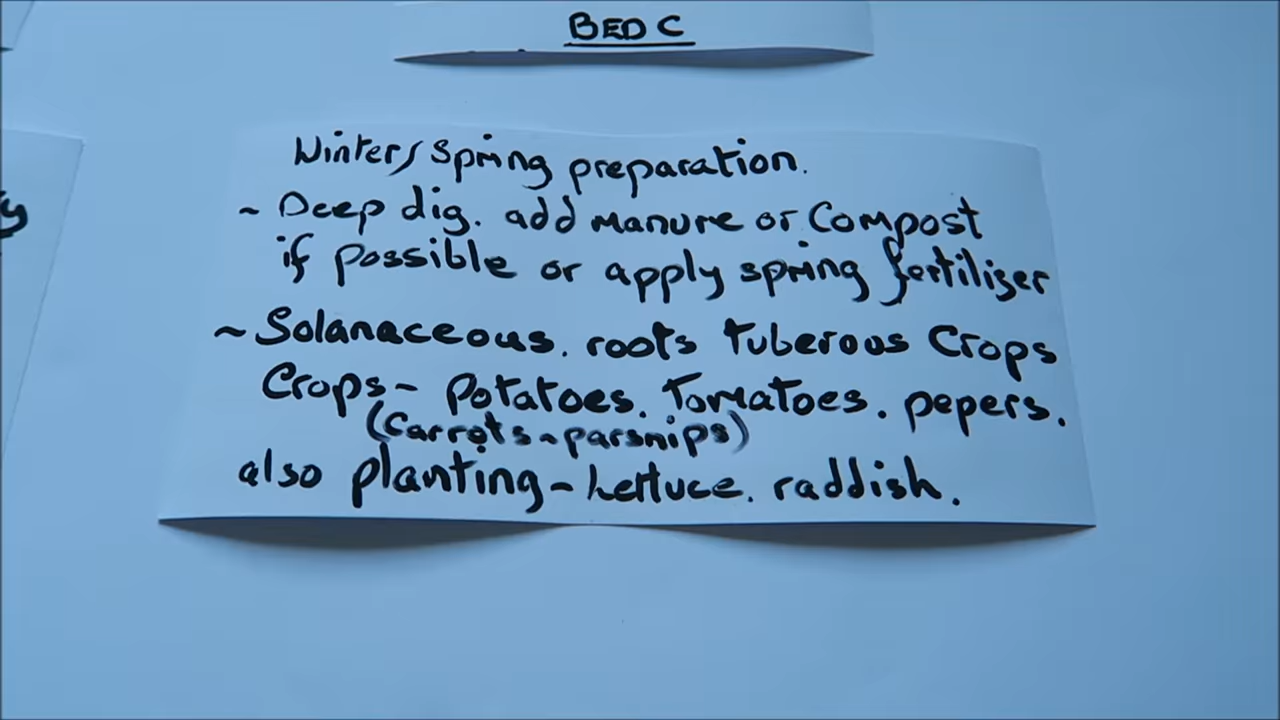 BED C
Winter/Spring preparation.
~ Deep dig. add manure or Compost
if possible or apply spring fertilizer
~ Solanaceous. roots tuberous Crops
Crops - Potatoes. Tomatoes. pepers.
(Carrots - parsnips)
also planting - lettuce. raddish.